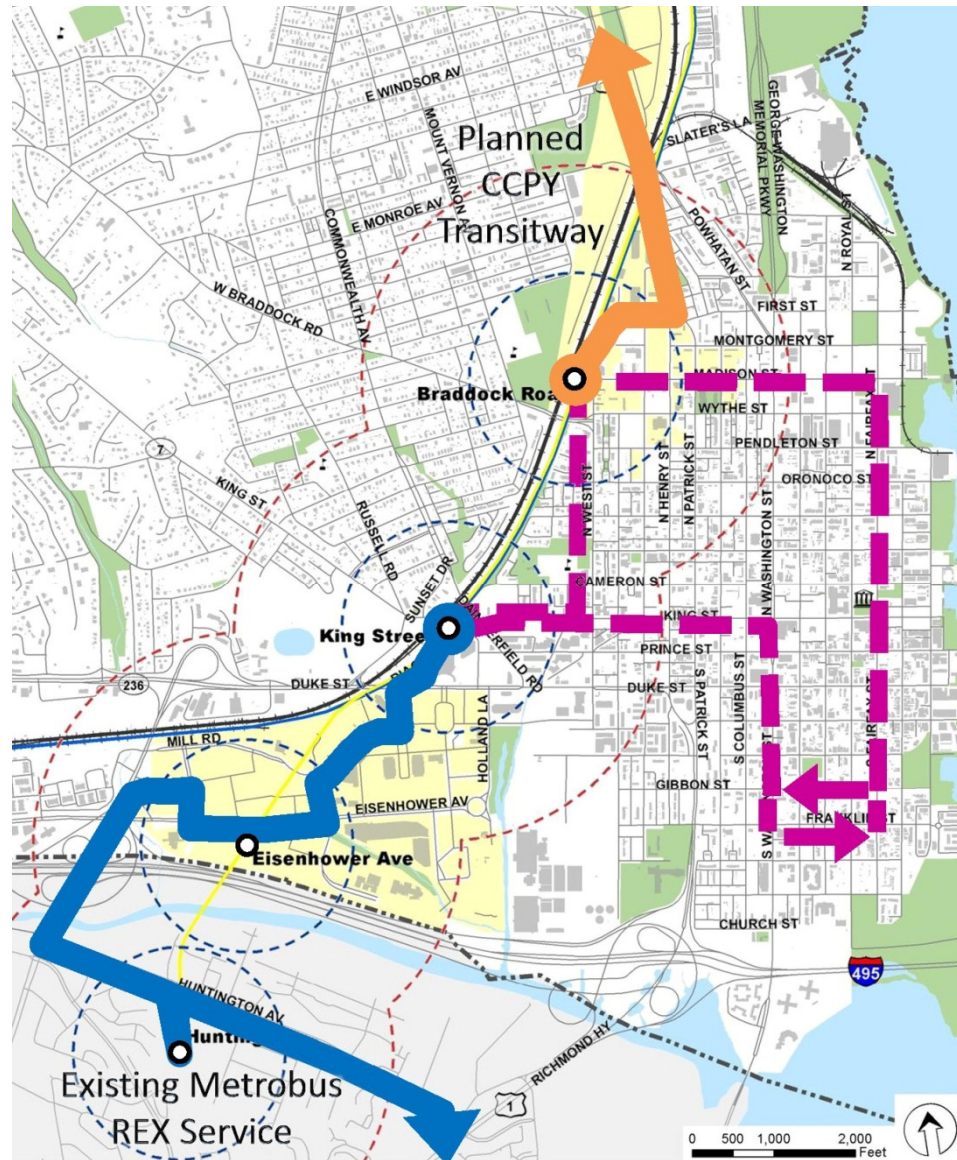 E WINDSOR AV
MOUNT VERNON A
Planned
CCPY
Transitway
SLATER'S LA
GEORGE WASHINGTON
MEMORIAL PKWY
N ROYAL ST
E MONROE AV
COMMONWEALTH AV
POWHATAN ST
W BRADDOCK RD
FIRST ST
MONTGOMERY ST
MADISON ST
Braddock Roa
WYTHE ST
N FAIRFAX T
PENDLETON ST
ORONOCO ST
7
KING ST
N WEST ST
N HENRY ST
N PATRICK ST
N WASHINGTON ST
RUSSELL RD
SUNSET DR
CAMERON ST
KING ST
King Stree
PRINCE ST
236
DUKE ST
DUKE ST
S PATRICK ST
S COLUMBUS ST
S FAIRFAX ST
MILL RD
HOLLAND LA
GIBBON ST
EISENHOWER AV
FRANKLIN ST
Eisenhower Ave
CHURCH ST
495
HUNTINGTON AV
Hunting
RICHMOND HY
1
Existing Metrobus
REX Service
0 500 1,000 2,000
Feet